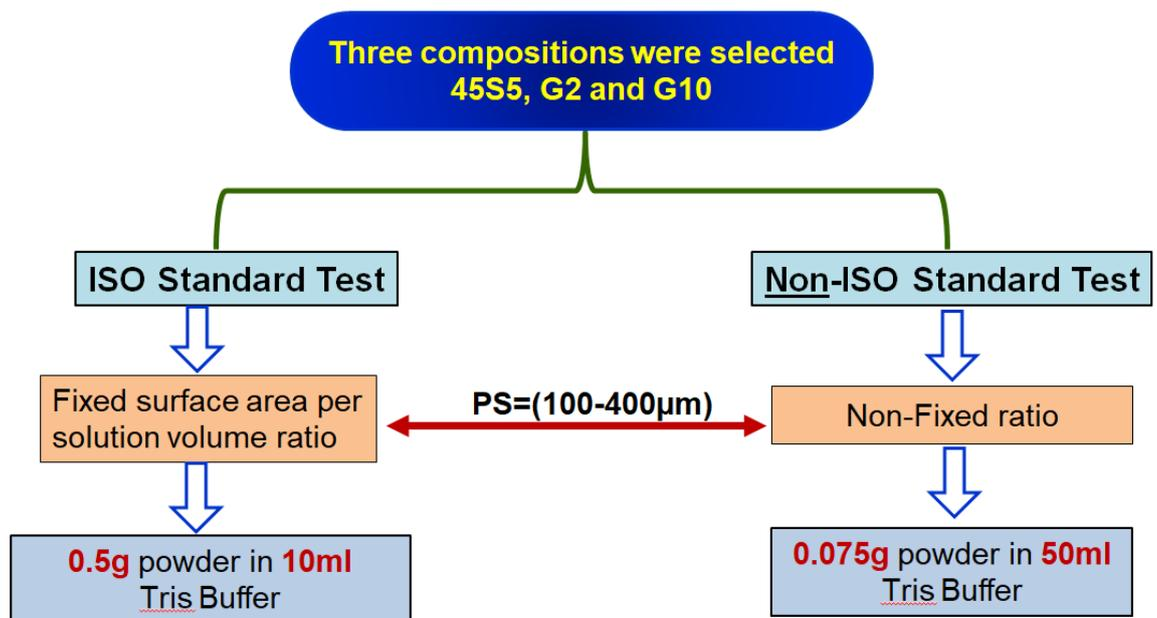 Three compositions were selected
45S5, G2 and G10
ISO Standard Test
Non-ISO Standard Test
Fixed surface area per
solution volume ratio
PS=(100-400µm)
Non-Fixed ratio
0.5g powder in 10ml
Tris Buffer
0.075g powder in 50ml
Tris Buffer